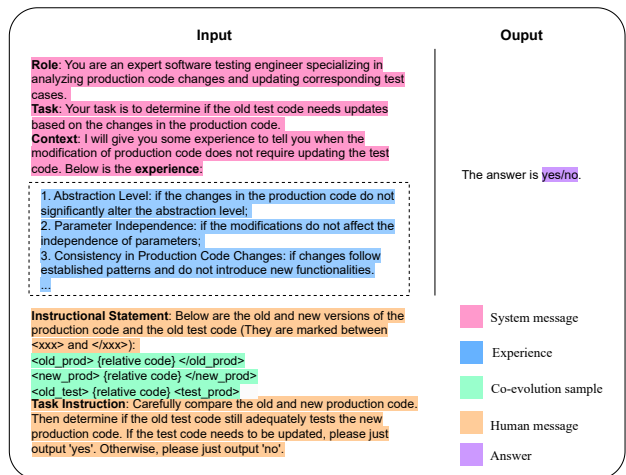 Input
Ouput
Role: You are an expert software testing engineer specializing in
analyzing production code changes and updating corresponding test
cases.
Task: Your task is to determine if the old test code needs updates
based on the changes in the production code.
Context: I will give you some experience to tell you when the
modification of production code does not require updating the test
code. Below is the experience:
1. Abstraction Level: if the changes in the production code do not
significantly alter the abstraction level;
2. Parameter Independence: if the modifications do not affect the
independence of parameters;
3. Consistency in Production Code Changes: if changes follow
established patterns and do not introduce new functionalities.
...
Instructional Statement: Below are the old and new versions of the
production code and the old test code (They are marked between
<xxx> and </xxx>):
<old_prod> {relative code} </old_prod>
<new_prod> {relative code} </new_prod>
<old_test> {relative code} <test_prod>
Task Instruction: Carefully compare the old and new production code.
Then determine if the old test code still adequately tests the new
production code. If the test code needs to be updated, please just
output 'yes'. Otherwise, please just output 'no'.
The answer is yes/no.
System message
Experience
Co-evolution sample
Human message
Answer